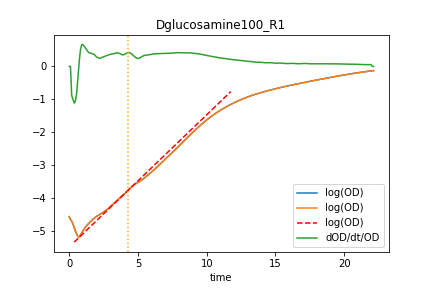 Dglucosamine100_R1
0
−1
−2
−3
−4
−5
0 5 10 15 20
time
log(OD)
log(OD)
log(OD)
dOD/dt/OD